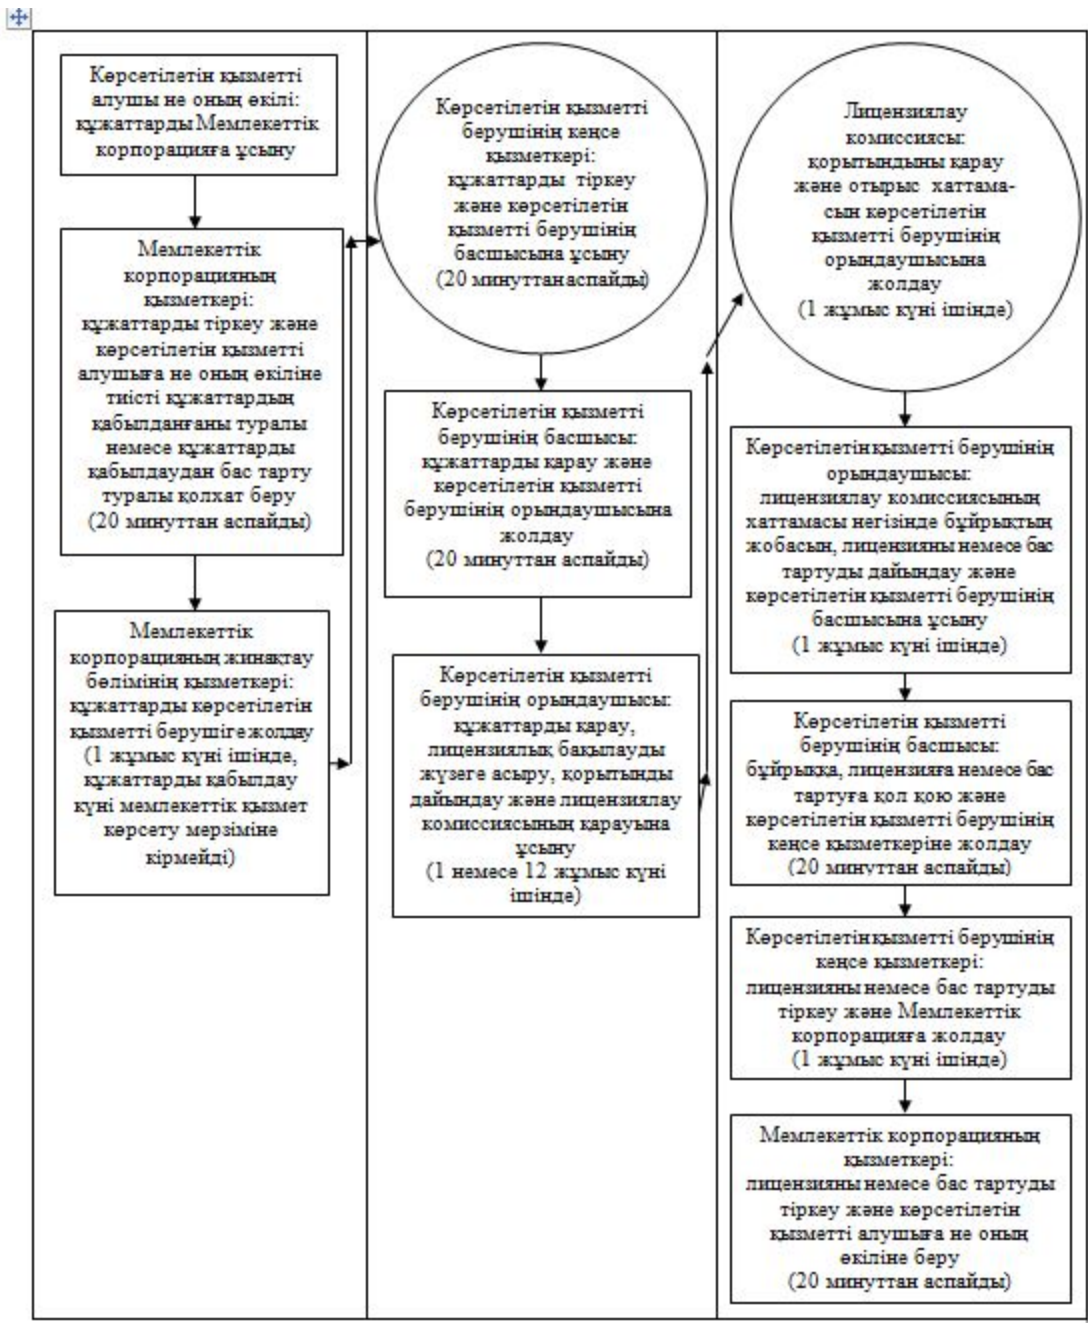 Көрсетілетін қызметті
алушы не оның өкілі:
құжаттарды Мемлекеттік
корпорацияға ұсыну
Мемлекеттік
корпорацияның
қызметкері:
құжаттарды тіркеу және
көрсетілетін қызметті
алушыға не оның өкіліне
тиісті құжаттардың
қабылданғаны туралы
немесе құжаттарды
қабылдаудан бас тарту
туралы қолхат беру
(20 минуттан аспайды)
Мемлекеттік
корпорацияның жинақтау
бөлімінің қызметкері:
құжаттарды көрсетілетін
қызметті берушіге жолдау
(1 жұмыс күні ішінде,
құжаттарды қабылдау
күні мемлекеттік қызмет
көрсету мерзіміне
кірмейді)
Көрсетілетін қызметті
берушінің кеңсе
қызметкері:
құжаттарды тіркеу
және көрсетілетін
қызметті берушінің
басшысына ұсыну
(20 минуттан аспайды)
Көрсетілетін қызметті
берушінің басшысы:
құжаттарды қарау және
көрсетілетін қызметті
берушінің орындаушысына
жолдау
(20 минуттан аспайды)
Көрсетілетін қызметті
берушінің орындаушысы:
құжаттарды қарау,
лицензиялық бақылауды
жүзеге асыру, қорытынды
дайындау және лицензиялау
комиссиясының қарауына
ұсыну
(1 немесе 12 жұмыс күні
ішінде)
Лицензиялау
комиссиясы:
қорытындыны қарау
және отырыс хаттама-
сын көрсетілетін
қызметті берушінің
орындаушысына
жолдау
(1 жұмыс күні ішінде)
Көрсетілетін қызметті берушінің
орындаушысы:
лицензиялау комиссиясының
хаттамасы негізінде бұйрықтың
жобасын, лицензияны немесе бас
тартуды дайындау және
көрсетілетін қызметті берушінің
басшысына ұсыну
(1 жұмыс күні ішінде)
Көрсетілетін қызметті
берушінің басшысы:
бұйрыққа, лицензияға немесе бас
тартуға қол қою және
көрсетілетін қызметті берушінің
кеңсе қызметкеріне жолдау
(20 минуттан аспайды)
Көрсетілетін қызметті берушінің
кеңсе қызметкері:
лицензияны немесе бас тартуды
тіркеу және Мемлекеттік
корпорацияға жолдау
(1 жұмыс күні ішінде)
Мемлекеттік корпорацияның
қызметкері:
лицензияны немесе бас тартуды
тіркеу және көрсетілетін
қызметті алушыға не оның
өкіліне беру
(20 минуттан аспайды)